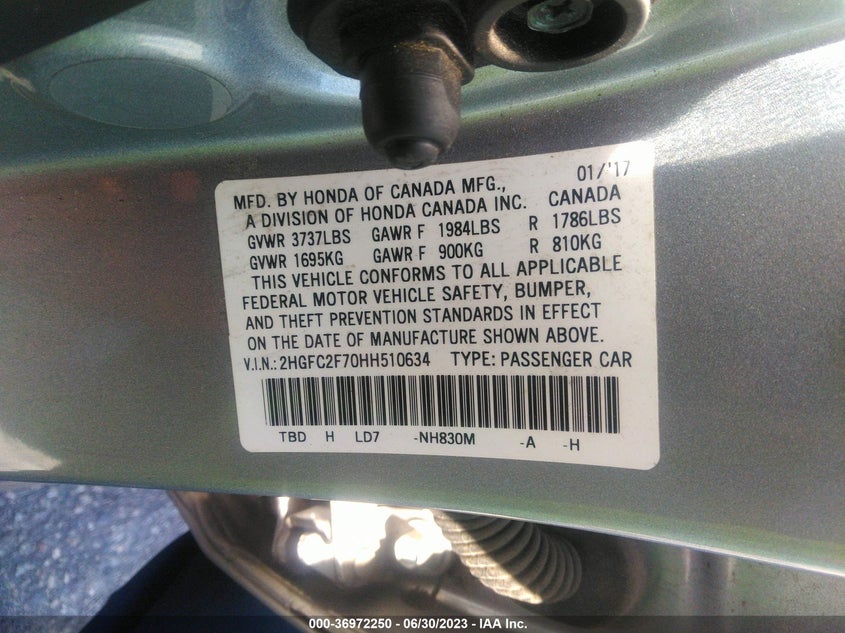 MFD. BY HONDA OF CANADA MFG., 01/'17
A DIVISION OF HONDA CANADA INC. CANADA
GVWR 3737LBS GAWR F 1984LBS R 1786LBS
GVWR 1695KG GAWR F 900KG R 810KG
THIS VEHICLE CONFORMS TO ALL APPLICABLE
FEDERAL MOTOR VEHICLE SAFETY, BUMPER,
AND THEFT PREVENTION STANDARDS IN EFFECT
ON THE DATE OF MANUFACTURE SHOWN ABOVE.
V.I.N.: 2HGFC2F70HH510634 TYPE: PASSENGER CAR
TBD H LD7 -NH830M -A -H
000-36972250 - 06/30/2023 - IAA Inc.